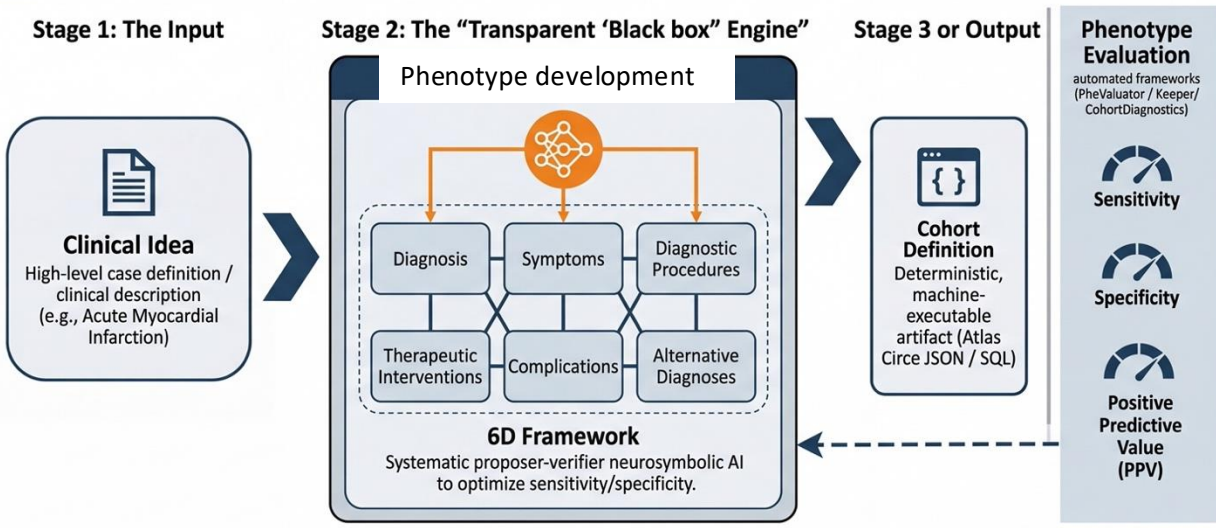 Stage 1: The Input
Stage 2: The “Transparent ‘Black box” Engine”
Stage 3 or Output
Phenotype
Evaluation
automated frameworks
(PheValuator / Keeper/
CohortDiagnostics)
Phenotype development
Clinical Idea
High-level case definition /
clinical description
(e.g., Acute Myocardial
Infarction)
Diagnosis
Symptoms
Diagnostic
Procedures
Therapeutic
Interventions
Complications
Alternative
Diagnoses
6D Framework
Systematic proposer-verifier neurosymbolic AI
to optimize sensitivity/specificity.
{ }
Cohort
Definition
Deterministic,
machine-
executable
artifact (Atlas
Circe JSON / SQL)
Sensitivity
Specificity
Positive
Predictive
Value
(PPV)